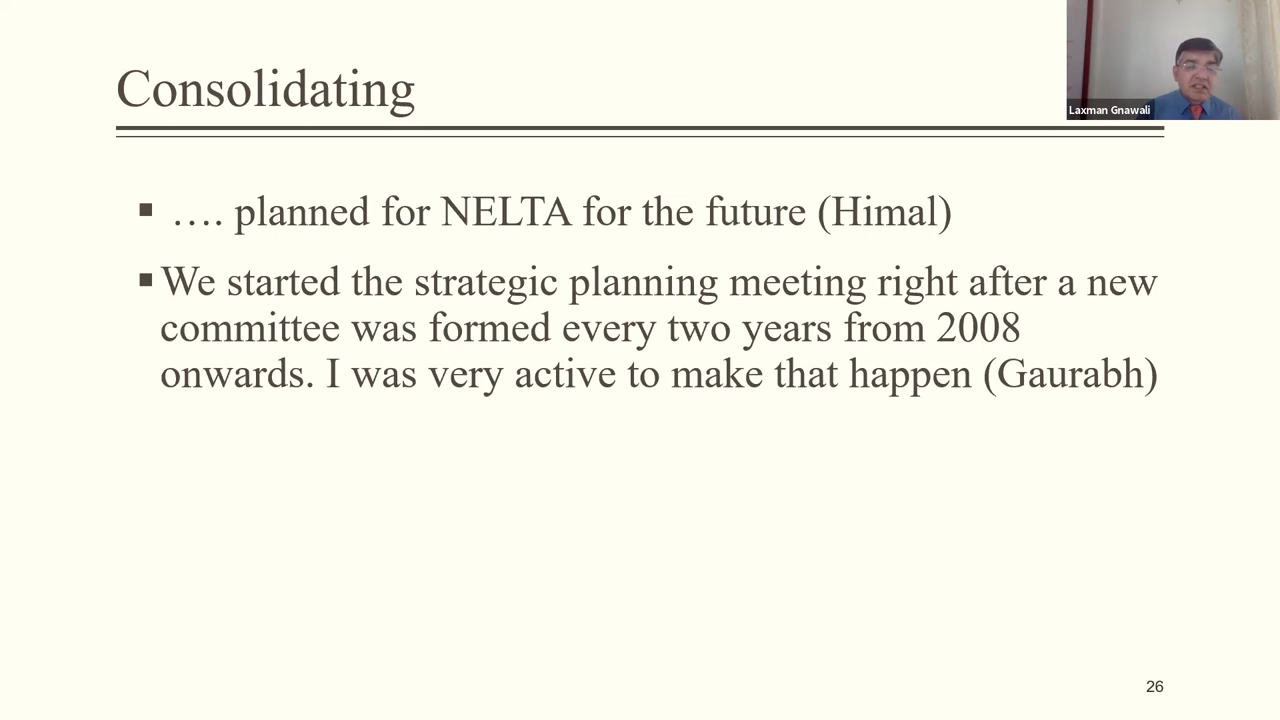 Consolidating
Laxman Gnawali
▪ …. planned for NELTA for the future (Himal)
▪ We started the strategic planning meeting right after a new
committee was formed every two years from 2008
onwards. I was very active to make that happen (Gaurabh)
26